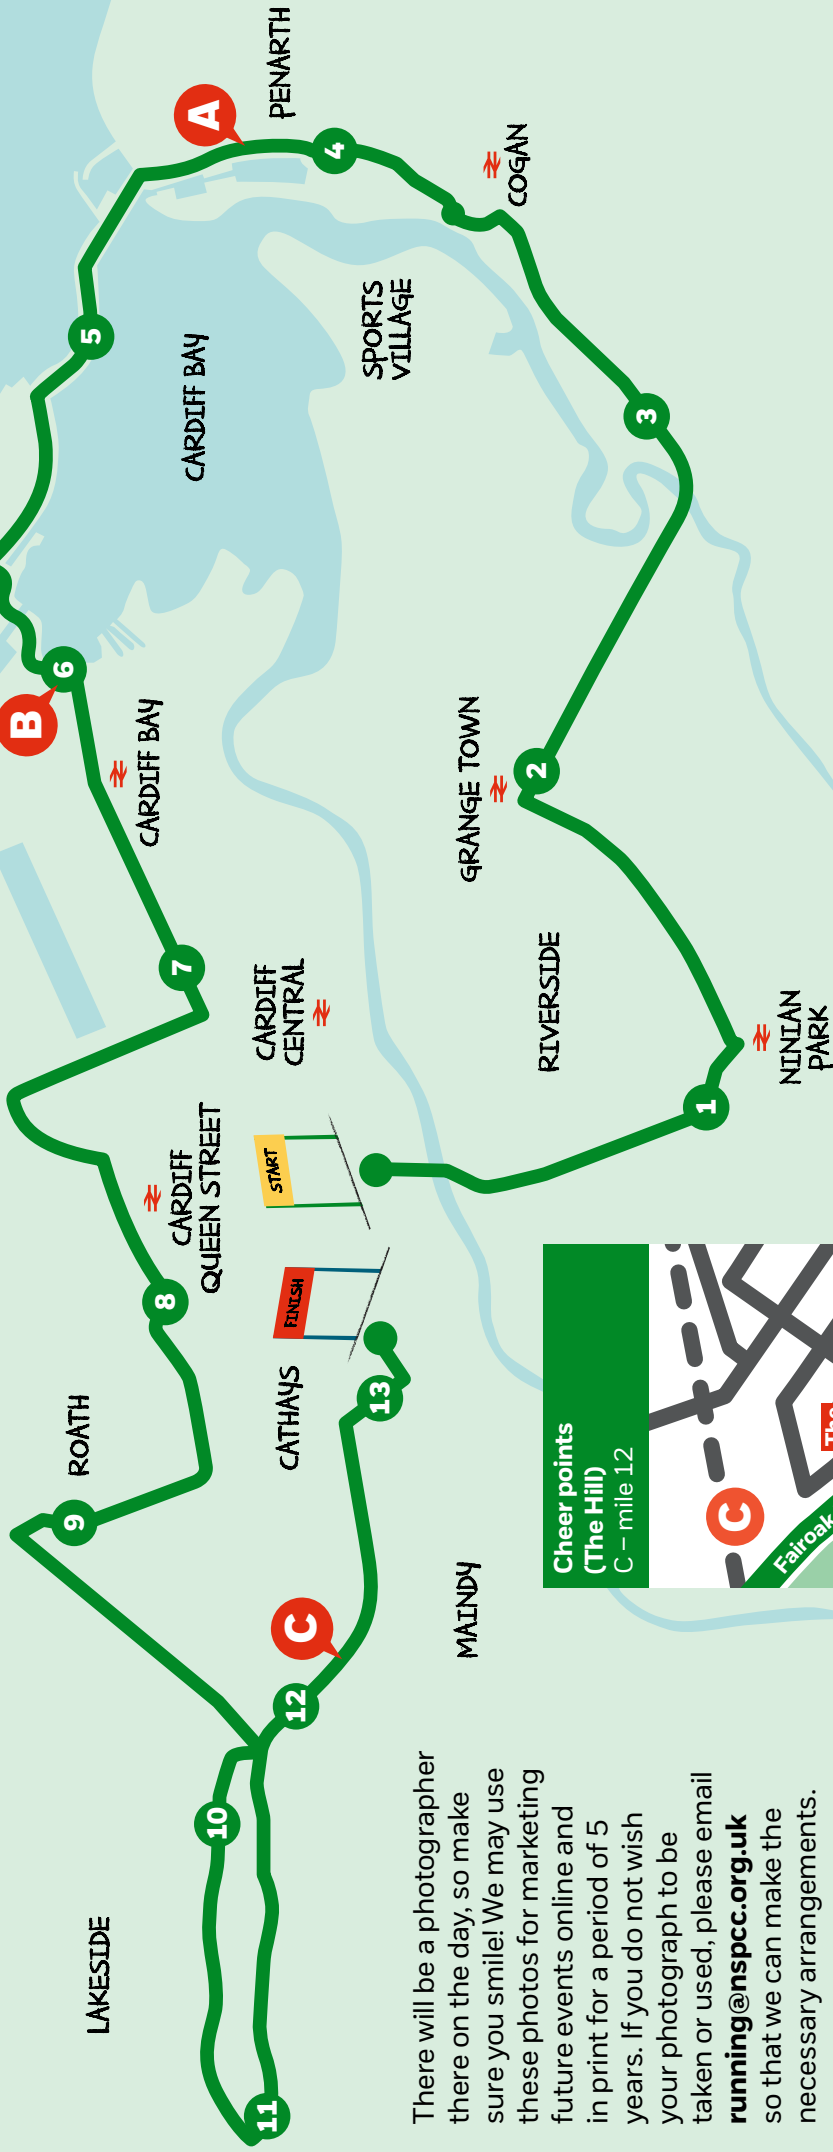 LAKESIDE
11
10
12
C
9
ROATH
8
CARDIFF
QUEEN STREET
7
CARDIFF
CENTRAL
CATHAYS
FINISH
START
13
MAINDY
B
6
CARDIFF BAY
5
CARDIFF BAY
A
PENARTH
4
SPORTS
VILLAGE
COGAN
3
GRANGE TOWN
2
RIVERSIDE
1
NINIAN
PARK
There will be a photographer
there on the day, so make
sure you smile! We may use
these photos for marketing
future events online and
in print for a period of 5
years. If you do not wish
your photograph to be
taken or used, please email
running@nspcc.org.uk
so that we can make the
necessary arrangements.
Cheer points
(The Hill)
C – mile 12
C
Fairoak
The